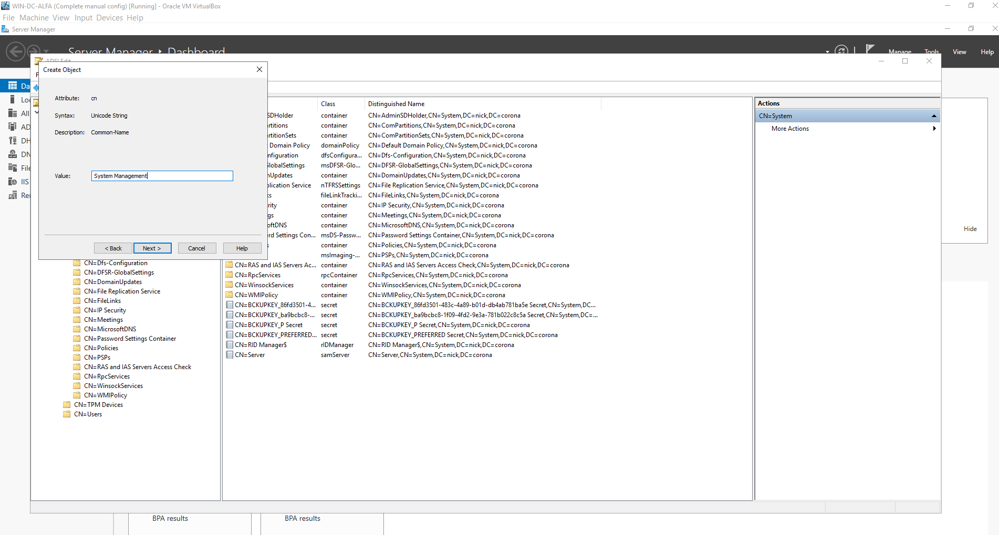 WIN-DC-ALFA (Complete manual config) [Running] - Oracle VM VirtualBox
File Machine View Input Devices Help
Server Manager
Server Manager Dashboard
Manage Tools View Help
ADSI Edit
Create Object
Attribute: cn
Syntax: Unicode String
Description: Common-Name
Value: System Management
< Back Next > Cancel Help
CN=Dfs-Configuration
CN=DFSR-GlobalSettings
CN=DomainUpdates
CN=File Replication Service
CN=FileLinks
CN=IP Security
CN=Meetings
CN=MicrosoftDNS
CN=Password Settings Container
CN=Policies
CN=PSPs
CN=RAS and IAS Servers Access Check
CN=RpcServices
CN=WinsockServices
CN=WMIPolicy
CN=TPM Devices
CN=Users
Da
Loc
All
AD
DH
DN
File
IIS
Rer
Class Distinguished Name
SDHolder container CN=AdminSDHolder,CN=System,DC=nick,DC=corona
rtitions container CN=ComPartitions,CN=System,DC=nick,DC=corona
rtitionSets container CN=ComPartitionSets,CN=System,DC=nick,DC=corona
Domain Policy domainPolicy CN=Default Domain Policy,CN=System,DC=nick,DC=corona
nfiguration dfsConfigura... CN=Dfs-Configuration,CN=System,DC=nick,DC=corona
GlobalSettings msDFSR-Glo... CN=DFSR-GlobalSettings,CN=System,DC=nick,DC=corona
nUpdates container CN=DomainUpdates,CN=System,DC=nick,DC=corona
lication Service nTFRSSettings CN=File Replication Service,CN=System,DC=nick,DC=corona
ks fileLinkTracki... CN=FileLinks,CN=System,DC=nick,DC=corona
rity container CN=IP Security,CN=System,DC=nick,DC=corona
gs container CN=Meetings,CN=System,DC=nick,DC=corona
oftDNS container CN=MicrosoftDNS,CN=System,DC=nick,DC=corona
rd Settings Con... msDS-Passw... CN=Password Settings Container,CN=System,DC=nick,DC=corona
s container CN=Policies,CN=System,DC=nick,DC=corona
msImaging-... CN=PSPs,CN=System,DC=nick,DC=corona
CN=RAS and IAS Servers Ac... container CN=RAS and IAS Servers Access Check,CN=System,DC=nick,DC=corona
CN=RpcServices rpcContainer CN=RpcServices,CN=System,DC=nick,DC=corona
CN=WinsockServices container CN=WinsockServices,CN=System,DC=nick,DC=corona
CN=WMIPolicy container CN=WMIPolicy,CN=System,DC=nick,DC=corona
CN=BCKUPKEY_86fd3501-4... secret CN=BCKUPKEY_86fd3501-483c-4a89-b01d-db4ab781ba5e Secret,CN=System,DC...
CN=BCKUPKEY_ba9bcbc8-... secret CN=BCKUPKEY_ba9bcbc8-1f09-4fd2-9e3a-781b022c8c5a Secret,CN=System,DC=...
CN=BCKUPKEY_P Secret secret CN=BCKUPKEY_P Secret,CN=System,DC=nick,DC=corona
CN=BCKUPKEY_PREFERRED... secret CN=BCKUPKEY_PREFERRED Secret,CN=System,DC=nick,DC=corona
CN=RID Manager$ rIDManager CN=RID Manager$,CN=System,DC=nick,DC=corona
CN=Server samServer CN=Server,CN=System,DC=nick,DC=corona
Actions
CN=System
More Actions
Hide
BPA results
BPA results